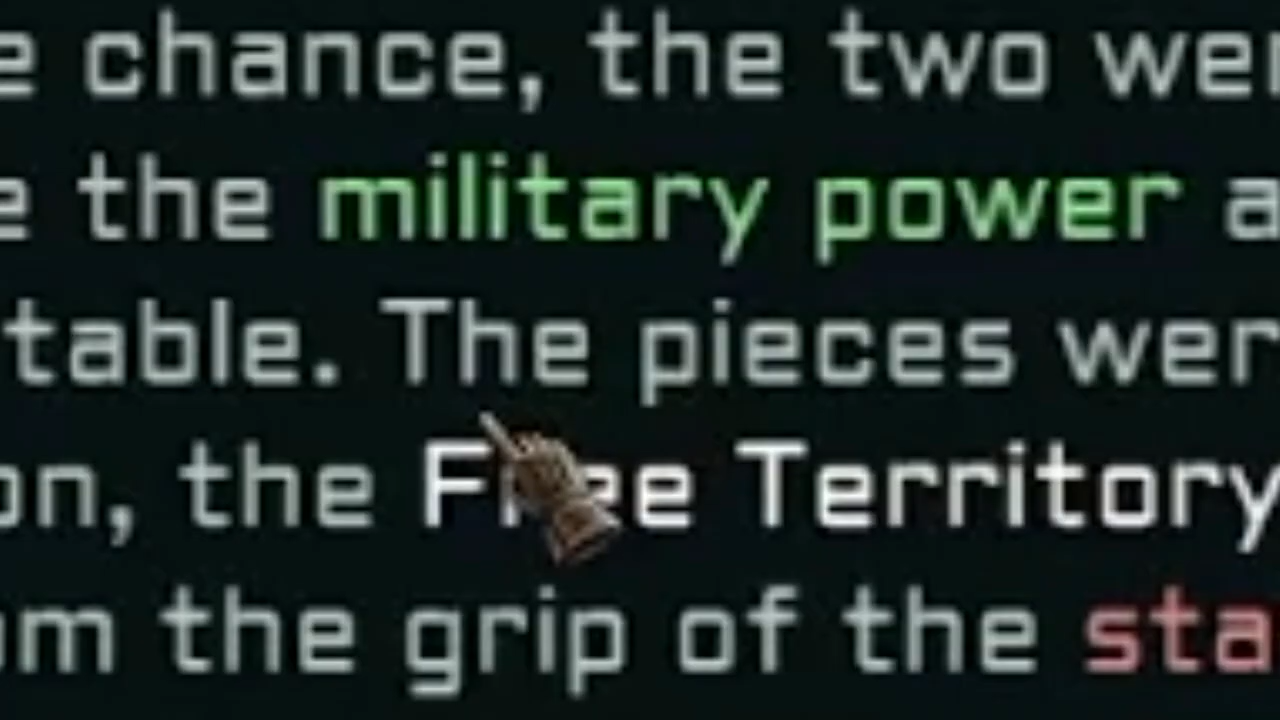 e chance, the two wer
e the military power a
table. The pieces wer
on, the Free Territory
om the grip of the sta